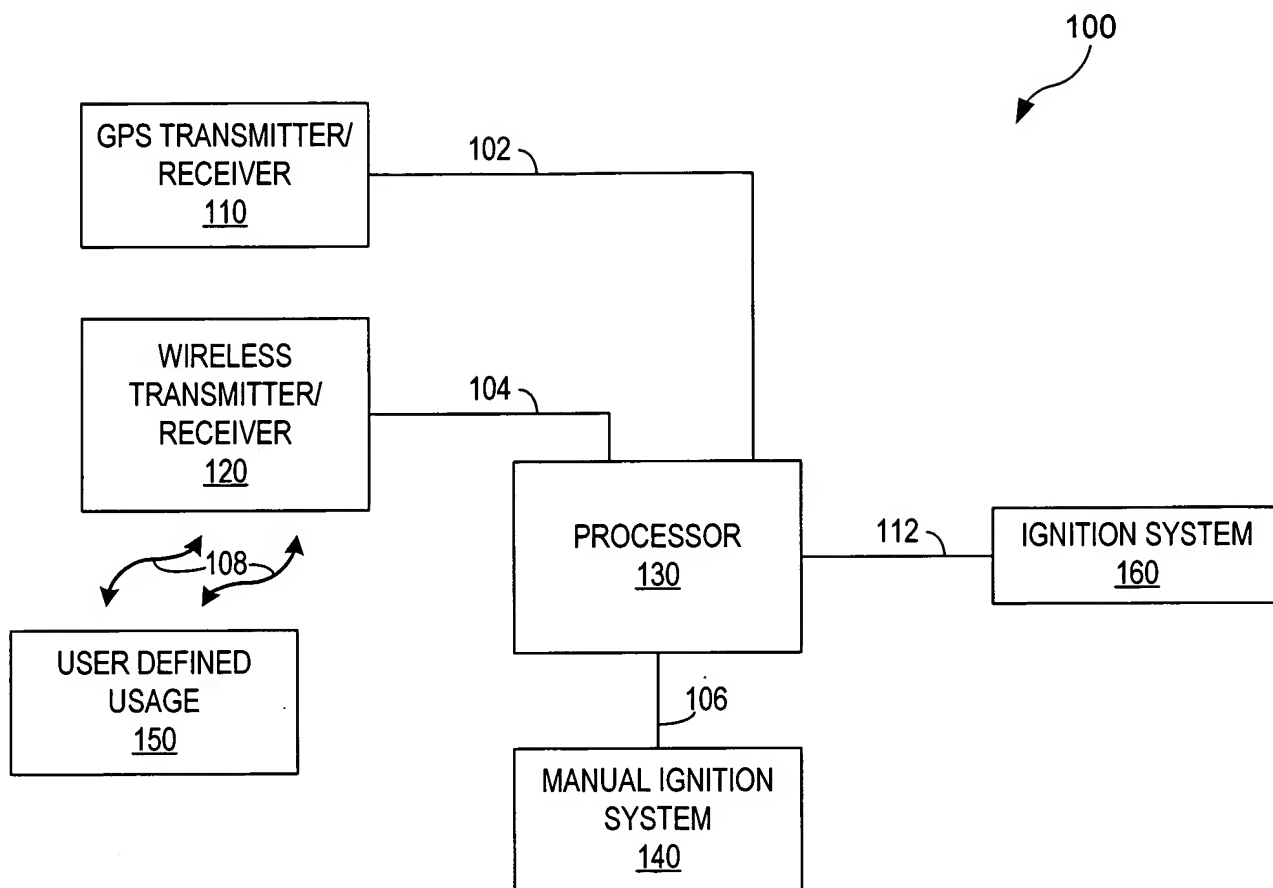 100
GPS TRANSMITTER/
RECEIVER
110
102
WIRELESS
TRANSMITTER/
RECEIVER
120
104
PROCESSOR
130
112
IGNITION SYSTEM
160
108
USER DEFINED
USAGE
150
106
MANUAL IGNITION
SYSTEM
140